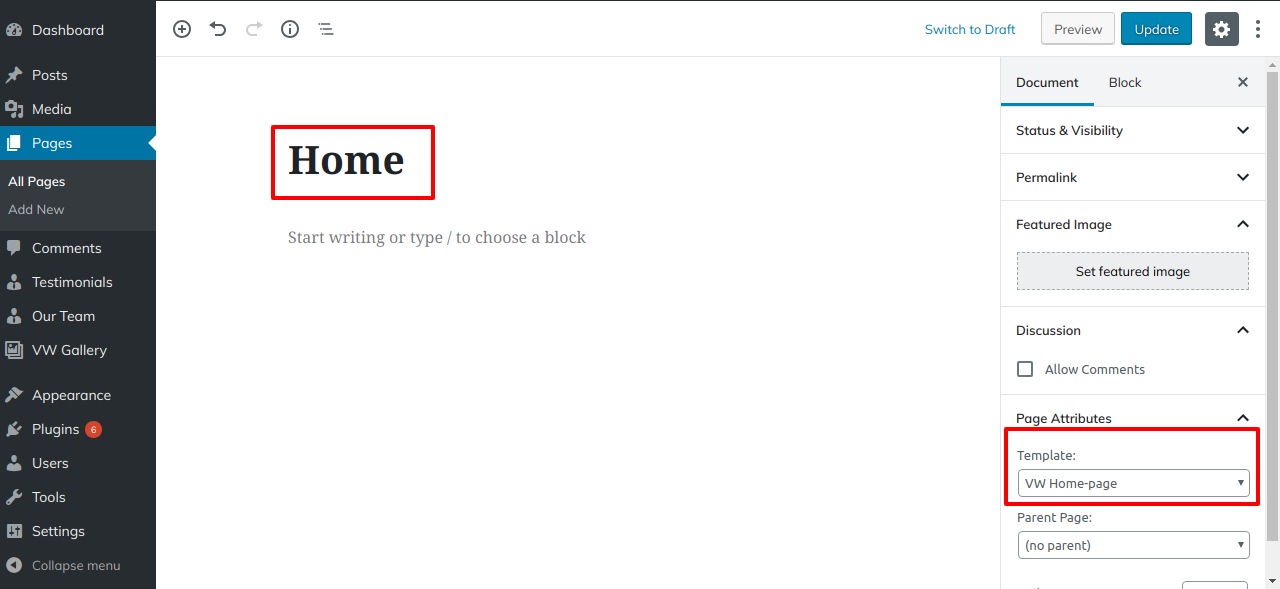 Dashboard
Posts
Media
Pages
All Pages
Add New
Comments
Testimonials
Our Team
VW Gallery
Appearance
Plugins 6
Users
Tools
Settings
Collapse menu
Switch to Draft
Preview
Update
Home
Start writing or type / to choose a block
Document Block
Status & Visibility
Permalink
Featured Image
Set featured image
Discussion
Allow Comments
Page Attributes
Template:
VW Home-page
Parent Page:
(no parent)